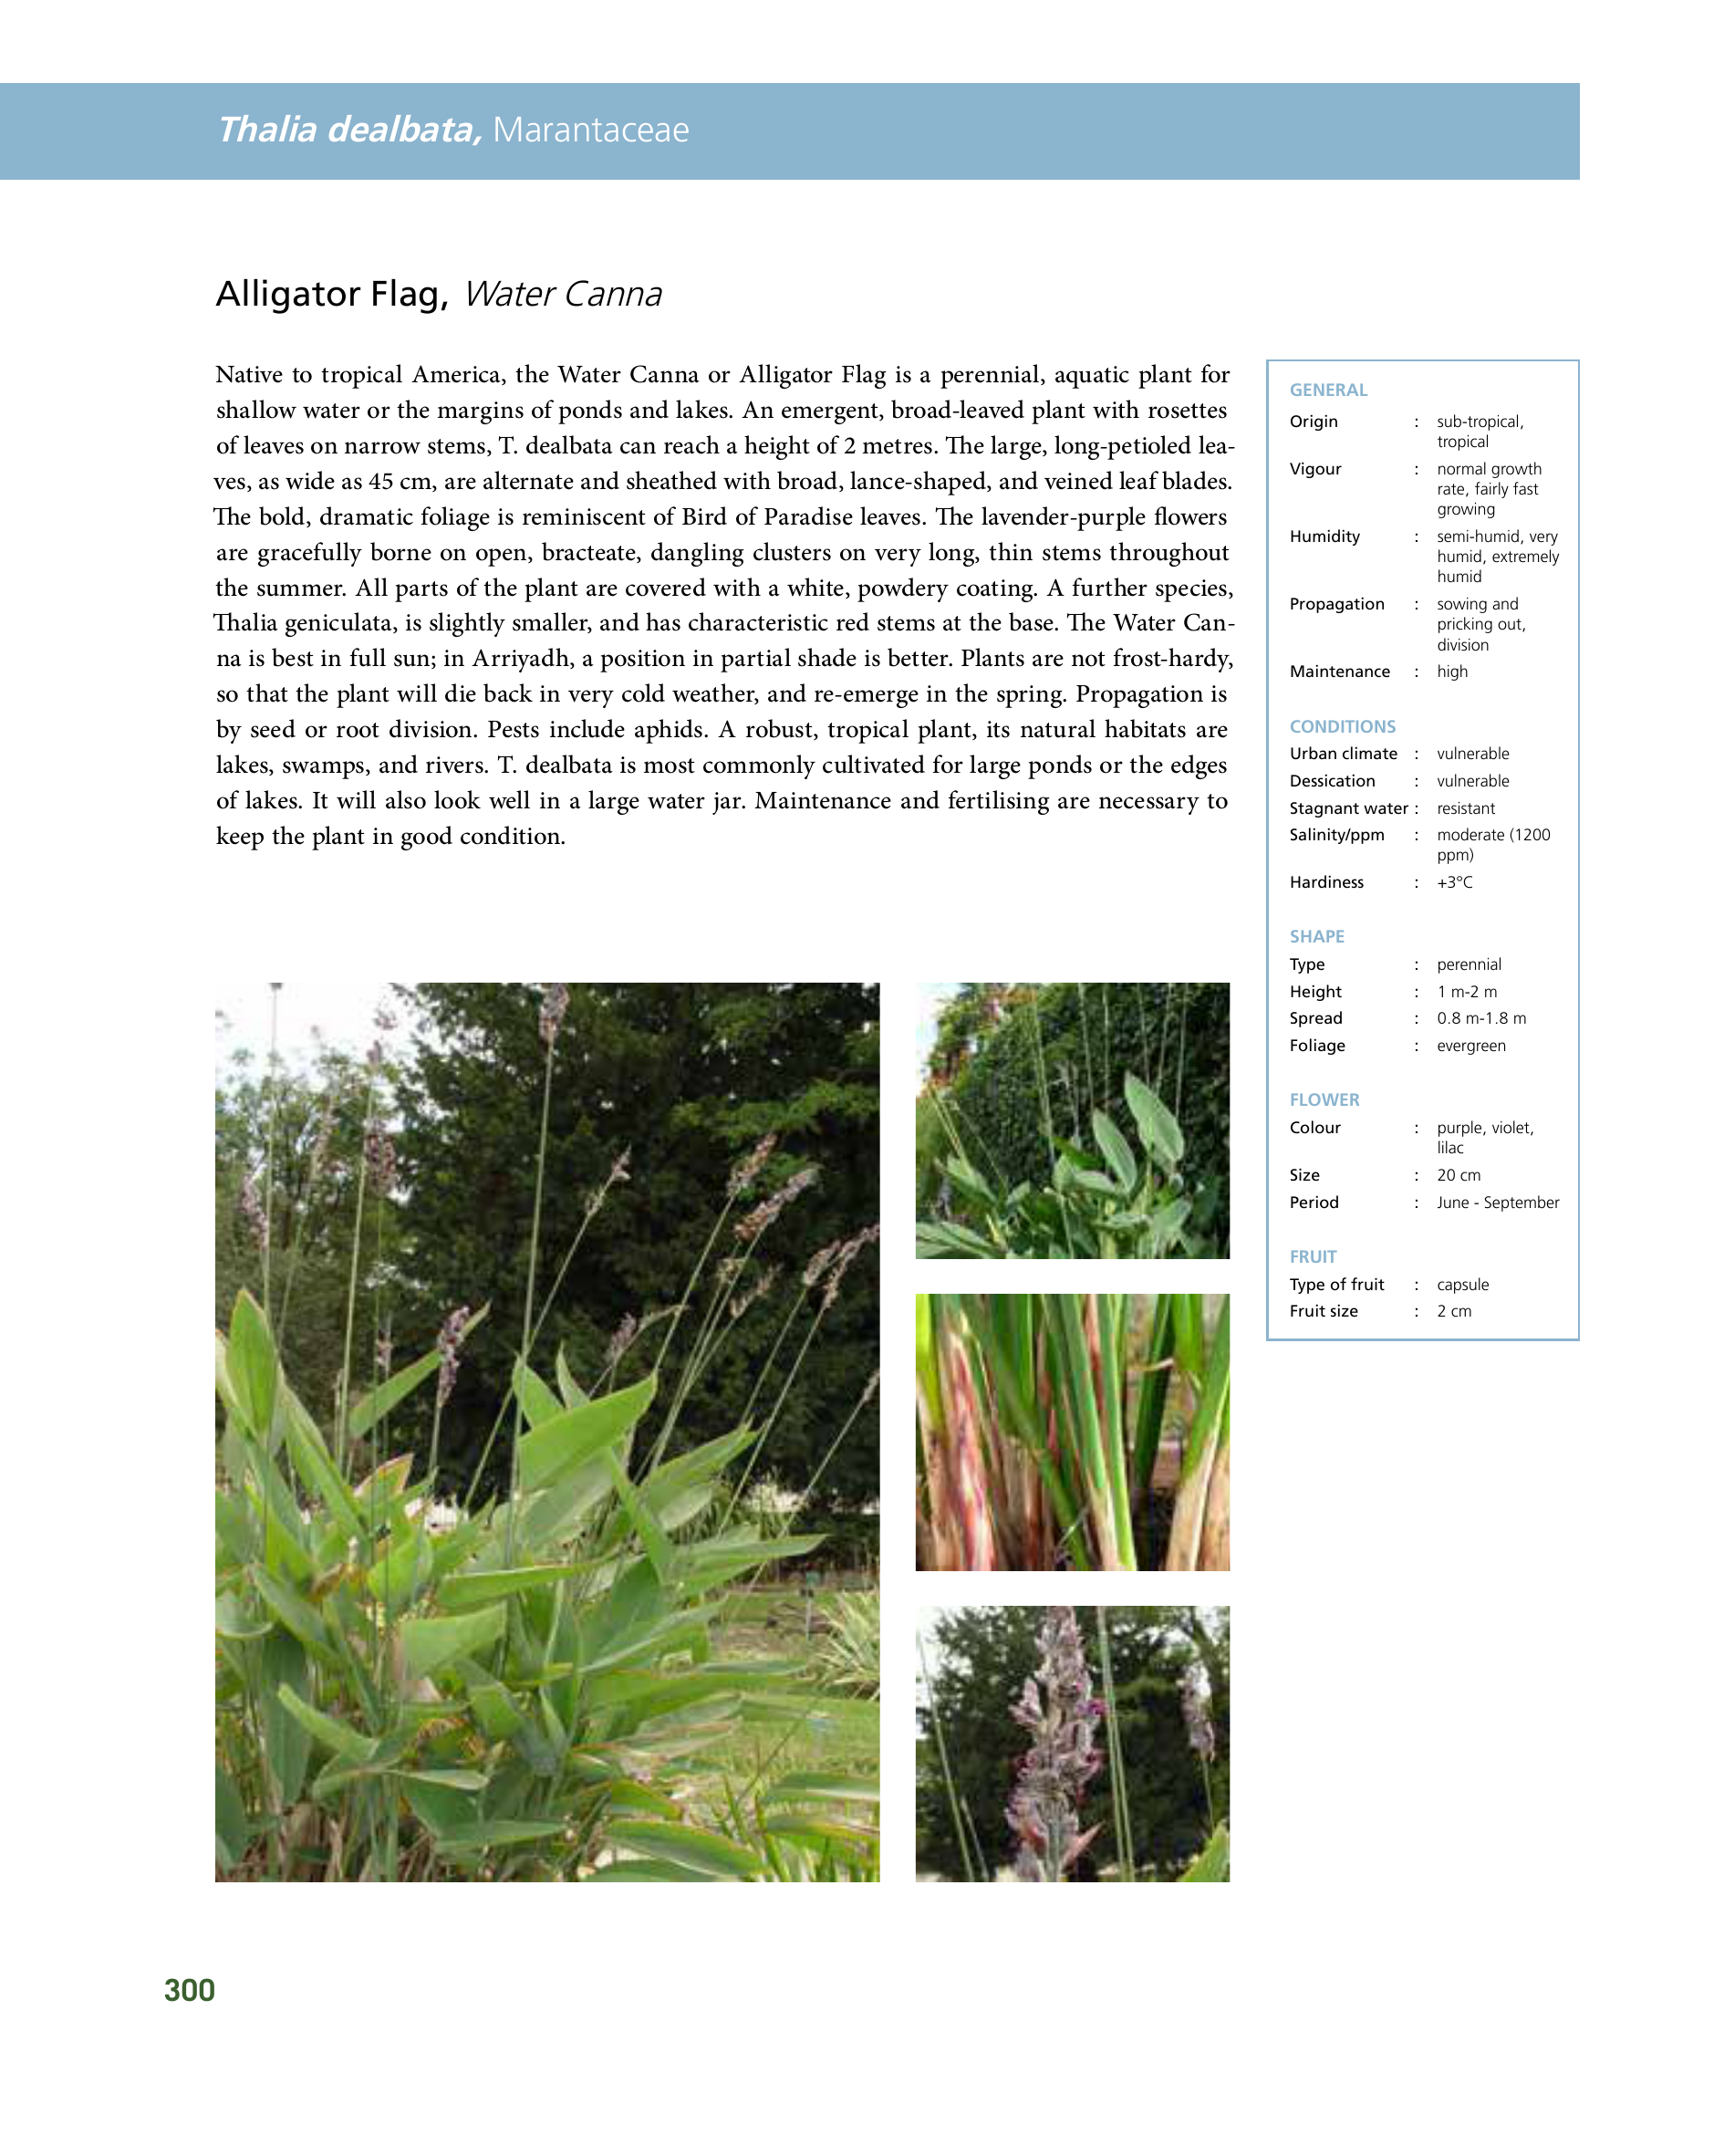 Thalia dealbata, Marantaceae
Alligator Flag, Water Canna
Native to tropical America, the Water Canna or Alligator Flag is a perennial, aquatic plant for
shallow water or the margins of ponds and lakes. An emergent, broad-leaved plant with rosettes
of leaves on narrow stems, T. dealbata can reach a height of 2 metres. The large, long-petioled lea-
ves, as wide as 45 cm, are alternate and sheathed with broad, lance-shaped, and veined leaf blades.
The bold, dramatic foliage is reminiscent of Bird of Paradise leaves. The lavender-purple flowers
are gracefully borne on open, bracteate, dangling clusters on very long, thin stems throughout
the summer. All parts of the plant are covered with a white, powdery coating. A further species,
Thalia geniculata, is slightly smaller, and has characteristic red stems at the base. The Water Can-
na is best in full sun; in Arriyadh, a position in partial shade is better. Plants are not frost-hardy,
so that the plant will die back in very cold weather, and re-emerge in the spring. Propagation is
by seed or root division. Pests include aphids. A robust, tropical plant, its natural habitats are
lakes, swamps, and rivers. T. dealbata is most commonly cultivated for large ponds or the edges
of lakes. It will also look well in a large water jar. Maintenance and fertilising are necessary to
keep the plant in good condition.
GENERAL
Origin : sub-tropical,
tropical
Vigour : normal growth
rate, fairly fast
growing
Humidity : semi-humid, very
humid, extremely
humid
Propagation : sowing and
pricking out,
division
Maintenance : high
CONDITIONS
Urban climate : vulnerable
Dessication : vulnerable
Stagnant water : resistant
Salinity/ppm : moderate (1200
ppm)
Hardiness : +3°C
SHAPE
Type : perennial
Height : 1 m-2 m
Spread : 0.8 m-1.8 m
Foliage : evergreen
FLOWER
Colour : purple, violet,
lilac
Size : 20 cm
Period : June - September
FRUIT
Type of fruit : capsule
Fruit size : 2 cm
300